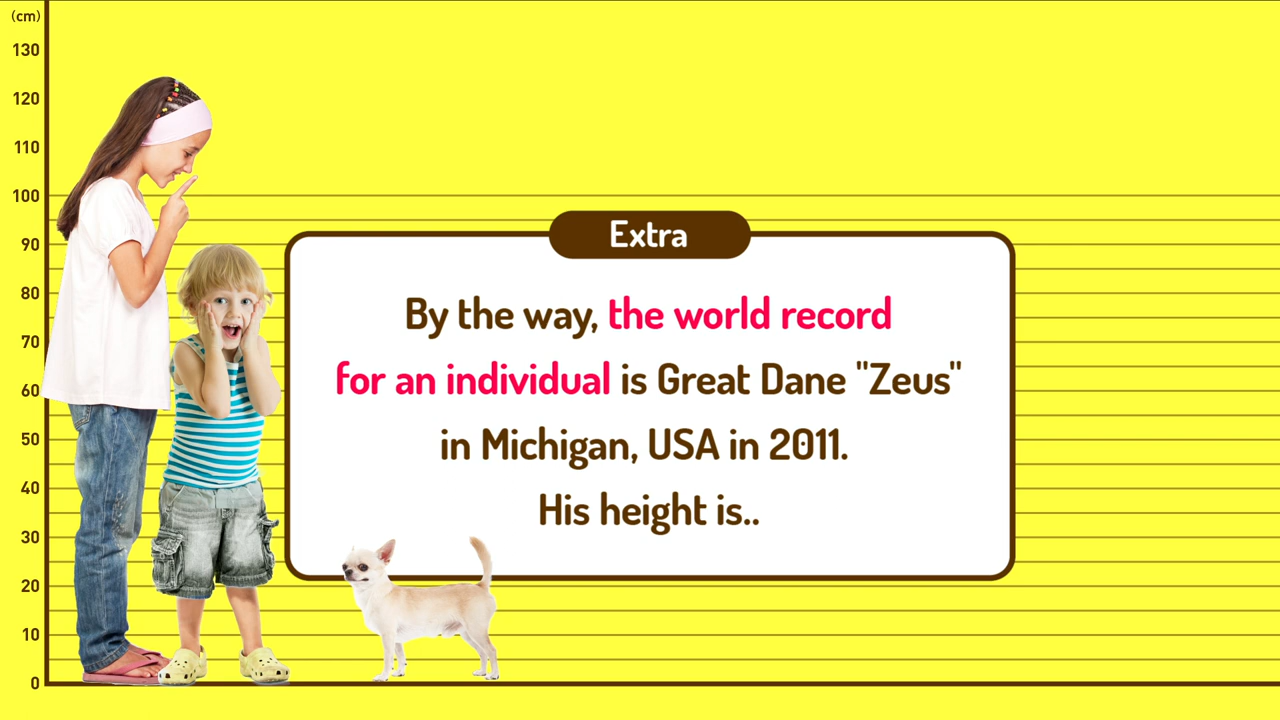 (cm)
130
120
110
100
90
80
70
60
50
40
30
20
10
0
Extra
By the way, the world record
for an individual is Great Dane "Zeus"
in Michigan, USA in 2011.
His height is..